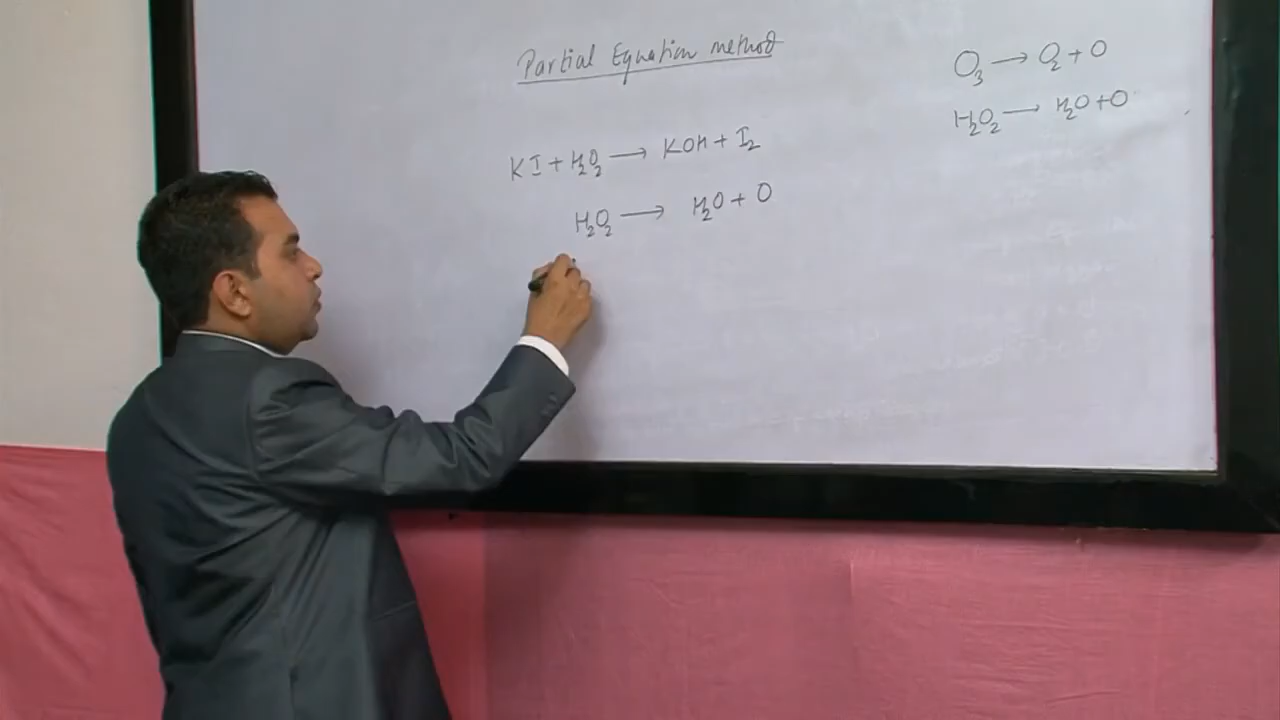 Partial Equation method
KI + H₂O₂ → KOH + I₂
H₂O₂ → H₂O + O
O₃ → O₂ + O
H₂O₂ → H₂O + O